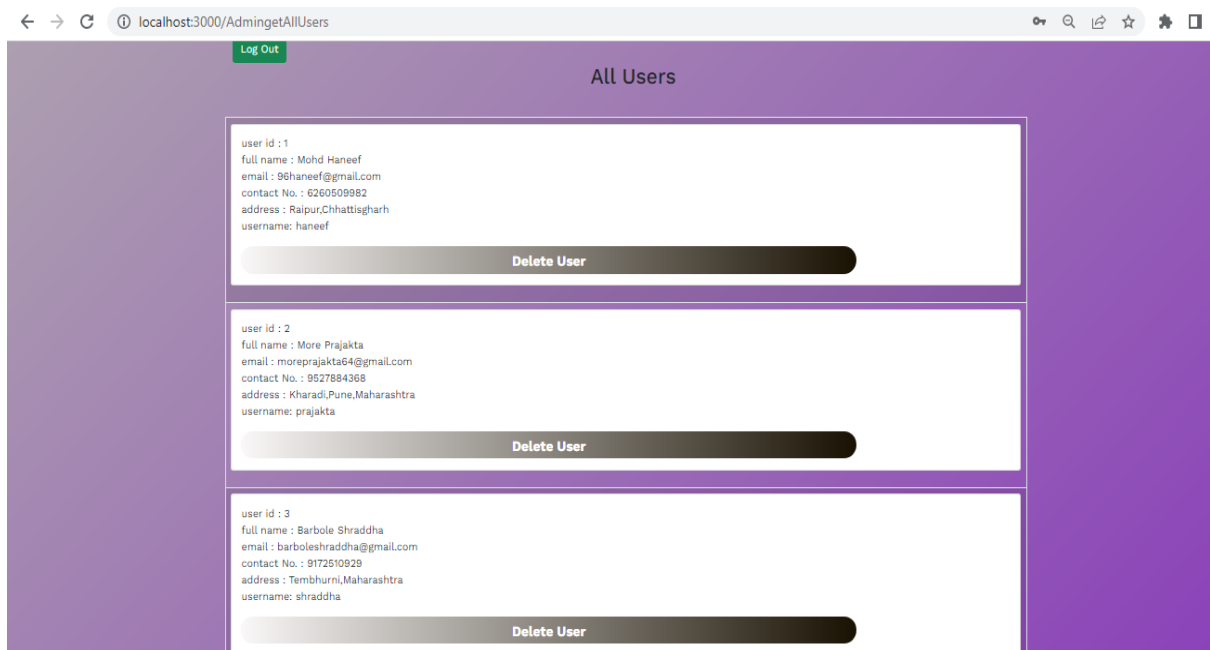 localhost:3000/AdmingetAllUsers
Log Out
All Users
user id : 1
full name : Mohd Haneef
email : 96haneef@gmail.com
contact No. : 6260509982
address : Raipur,Chhattisgharh
username: haneef
Delete User
user id : 2
full name : More Prajakta
email : moreprajakta64@gmail.com
contact No. : 9527884368
address : Kharadi,Pune,Maharashtra
username: prajakta
Delete User
user id : 3
full name : Barbole Shraddha
email : barboleshraddha@gmail.com
contact No. : 9172510929
address : Tembhurni,Maharashtra
username: shraddha
Delete User